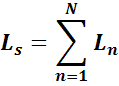 $L_s = \sum_{n=1}^{N} L_n$